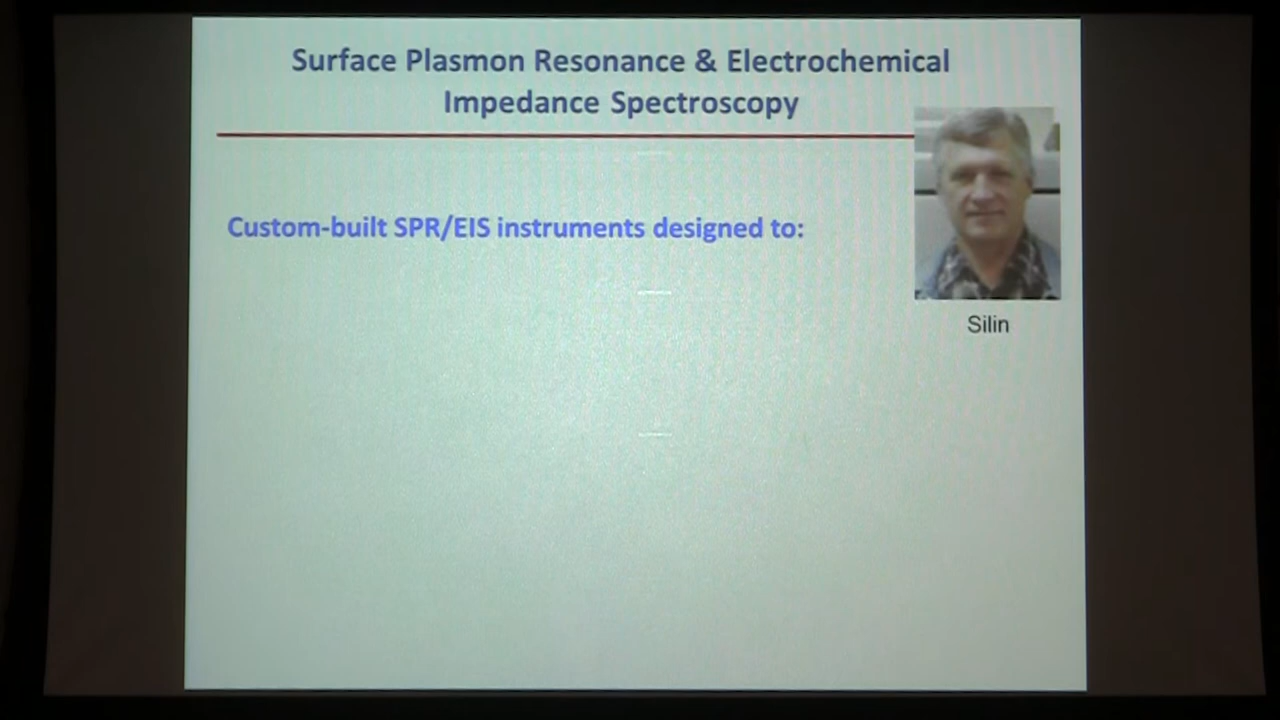 Surface Plasmon Resonance & Electrochemical
Impedance Spectroscopy
Custom-built SPR/EIS instruments designed to:
Silin